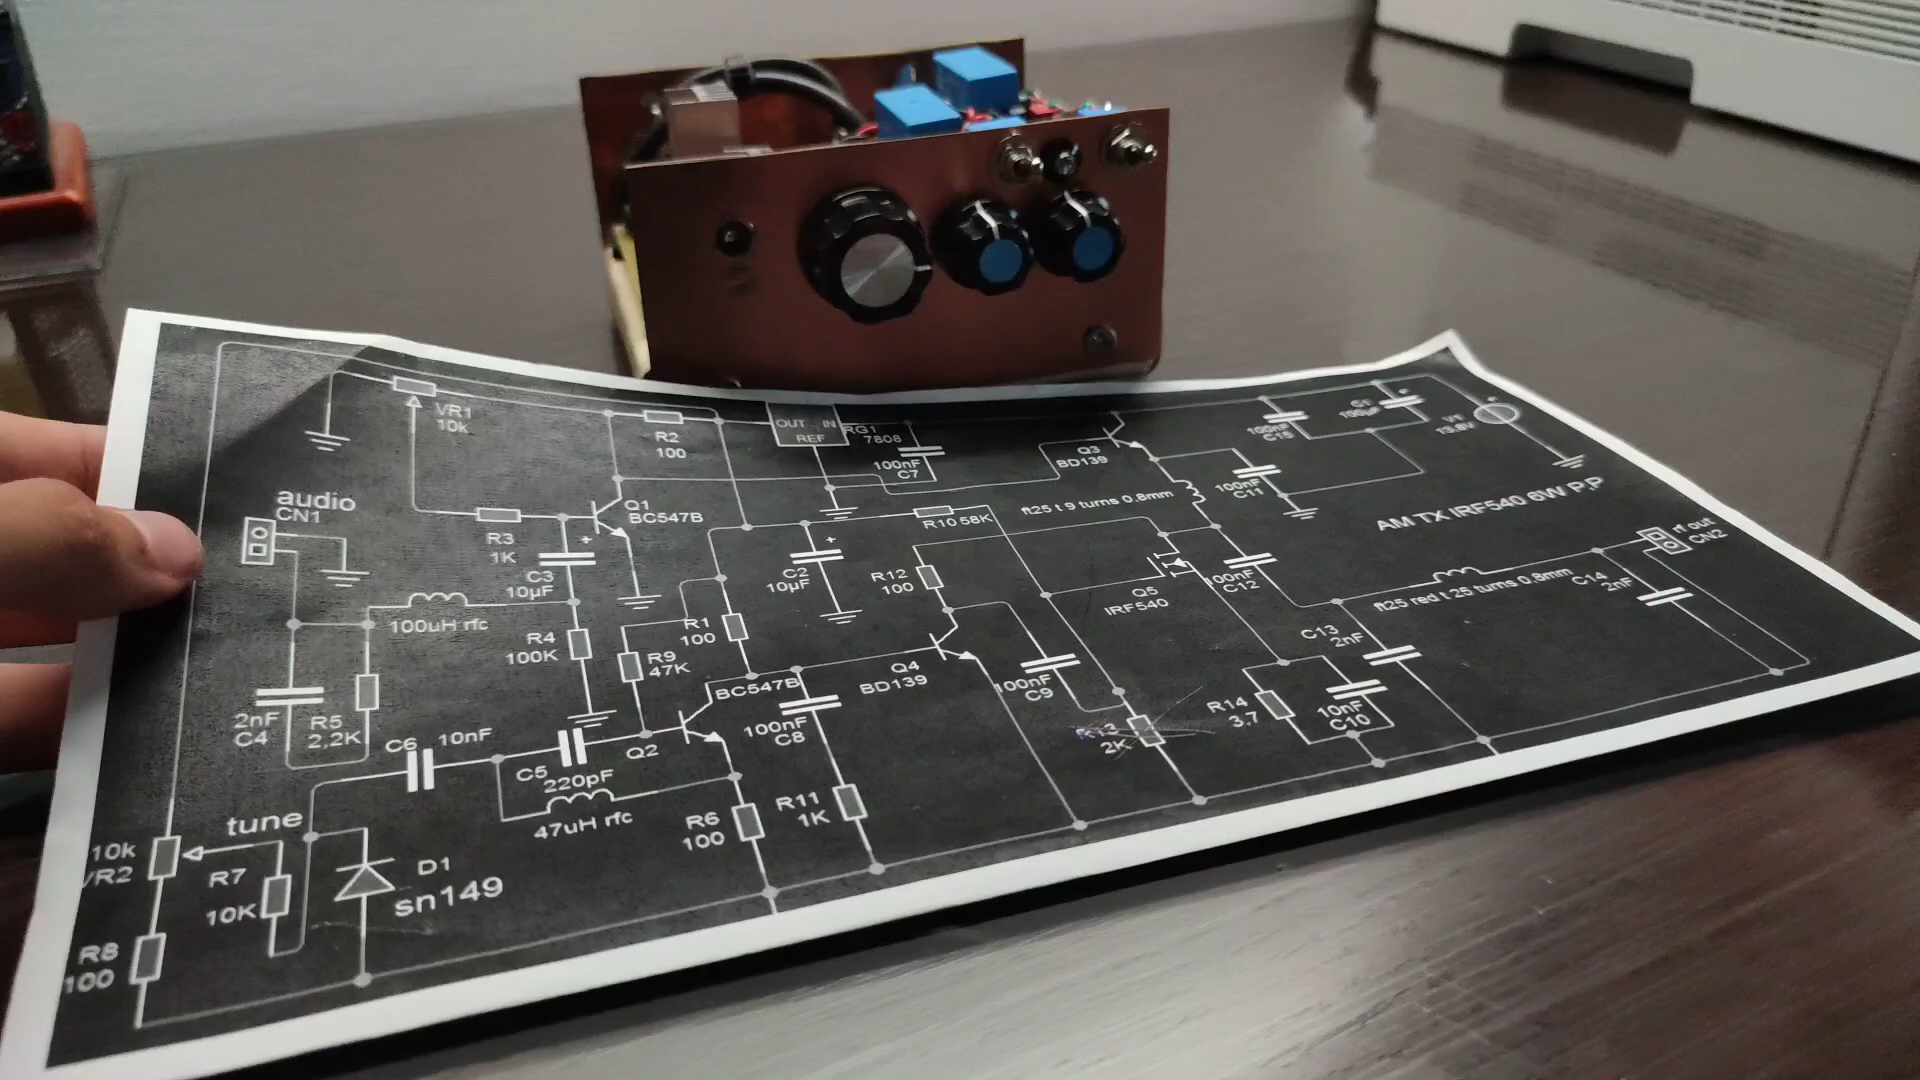 VR1
10k
R2
100
OUT IN
REF
RG1
7808
100nF
C7
Q3
BD139
100nF
C15
C1
100µF
V1
13.8V
100nF
C11
audio
CN1
R3
1K
Q1
BC547B
+
C3
10µF
+
C2
10µF
R10 58K
ft25 t 9 turns 0.8mm
AM TX IRF540 6W P.P
rf out
CN2
100uH rfc
R4
100K
R9
47K
R1
100
R12
100
Q5
IRF540
100nF
C12
ft25 red t 25 turns 0.8mm
C14
2nF
C13
2nF
2nF
C4
R5
2,2K
BC547B
Q2
Q4
BD139
100nF
C9
100nF
C8
R13
2K
R14
3.7
10nF
C10
C6 10nF
C5
220pF
47uH rfc
R6
100
R11
1K
tune
10k
VR2
R7
10K
D1
sn149
R8
100